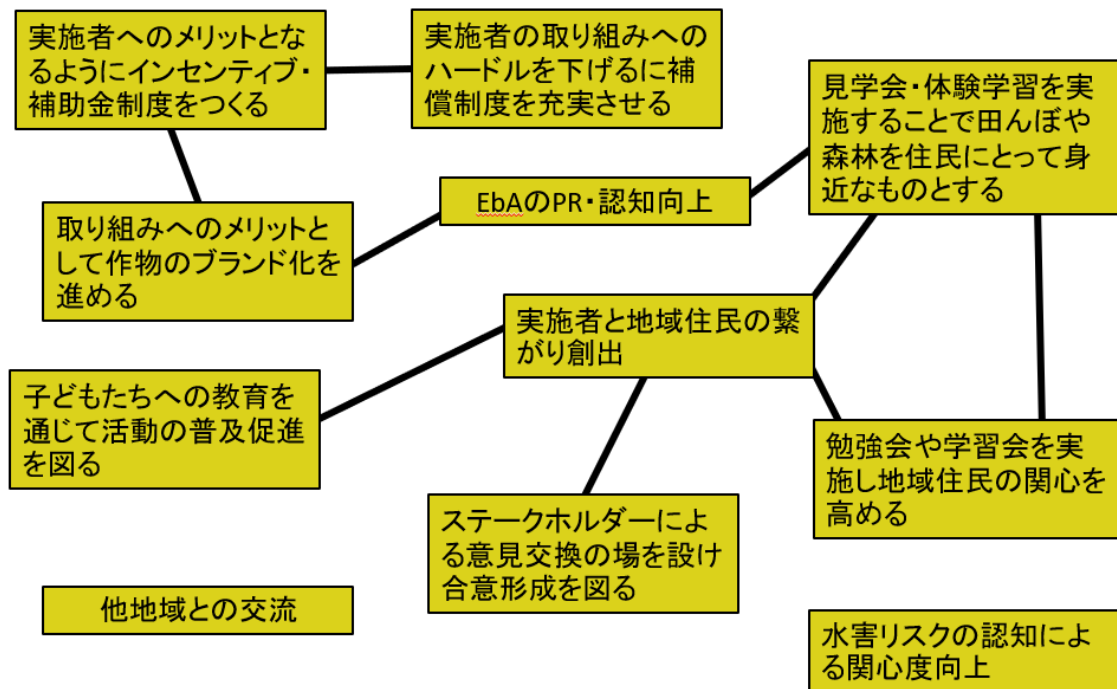 実施者へのメリットとな
るようにインセンティブ・
補助金制度をつくる
実施者の取り組みへの
ハードルを下げるに補
償制度を充実させる
見学会・体験学習を実
施することで田んぼや
森林を住民にとって身
近なものとする
EbAのPR・認知向上
取り組みへのメリットと
して作物のブランド化を
進める
実施者と地域住民の繋
がり創出
子どもたちへの教育を
通じて活動の普及促進
を図る
勉強会や学習会を実
施し地域住民の関心を
高める
ステークホルダーによ
る意見交換の場を設け
合意形成を図る
他地域との交流
水害リスクの認知によ
る関心度向上